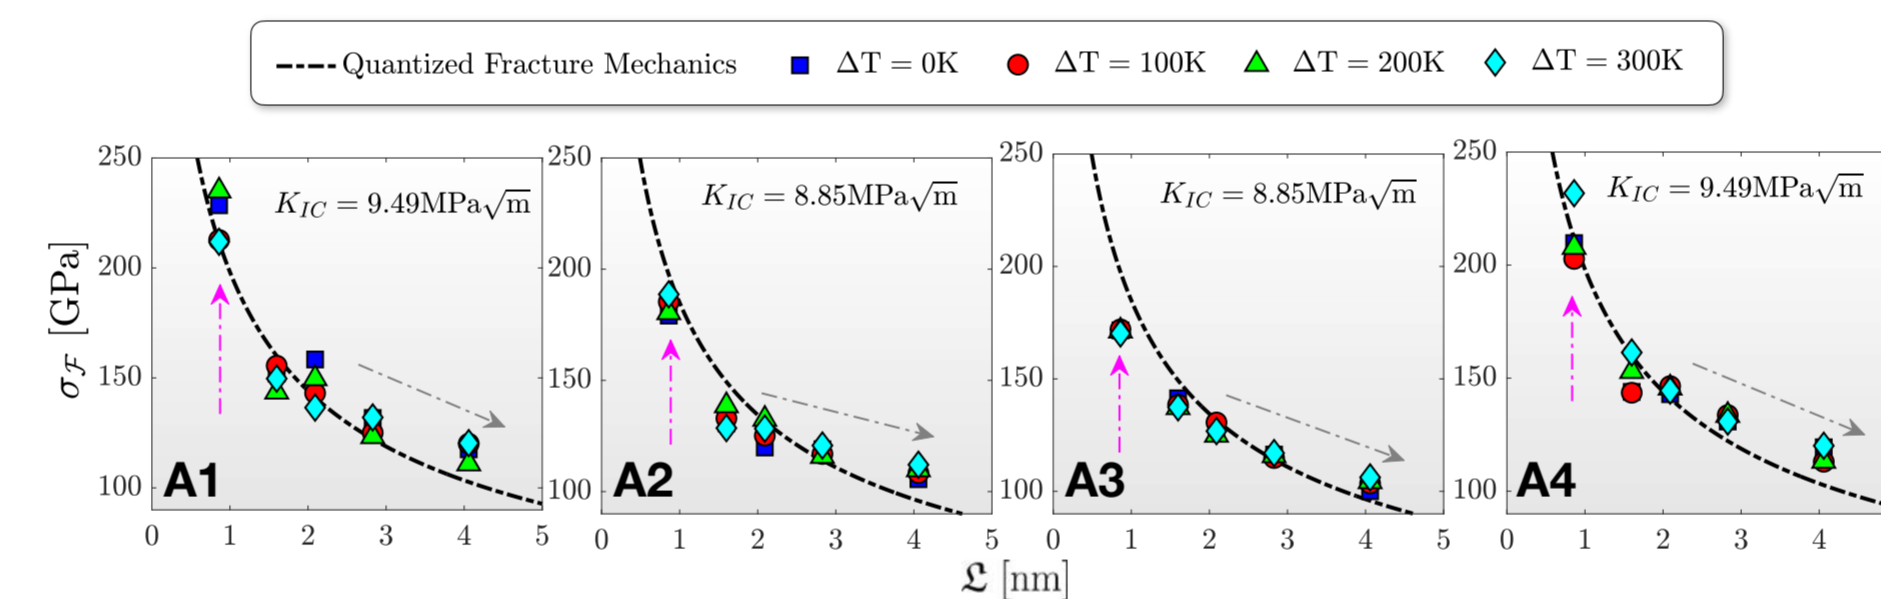 Quantized Fracture Mechanics ΔT = 0K ΔT = 100K ΔT = 200K ΔT = 300K
σ_ℱ [GPa]
250
200
150
100
K_IC = 9.49MPa√m
A1
0 1 2 3 4 5
250
200
150
100
K_IC = 8.85MPa√m
A2
0 1 2 3 4 5
250
200
150
100
K_IC = 8.85MPa√m
A3
0 1 2 3 4 5
250
200
150
100
K_IC = 9.49MPa√m
A4
0 1 2 3 4
𝔏 [nm]